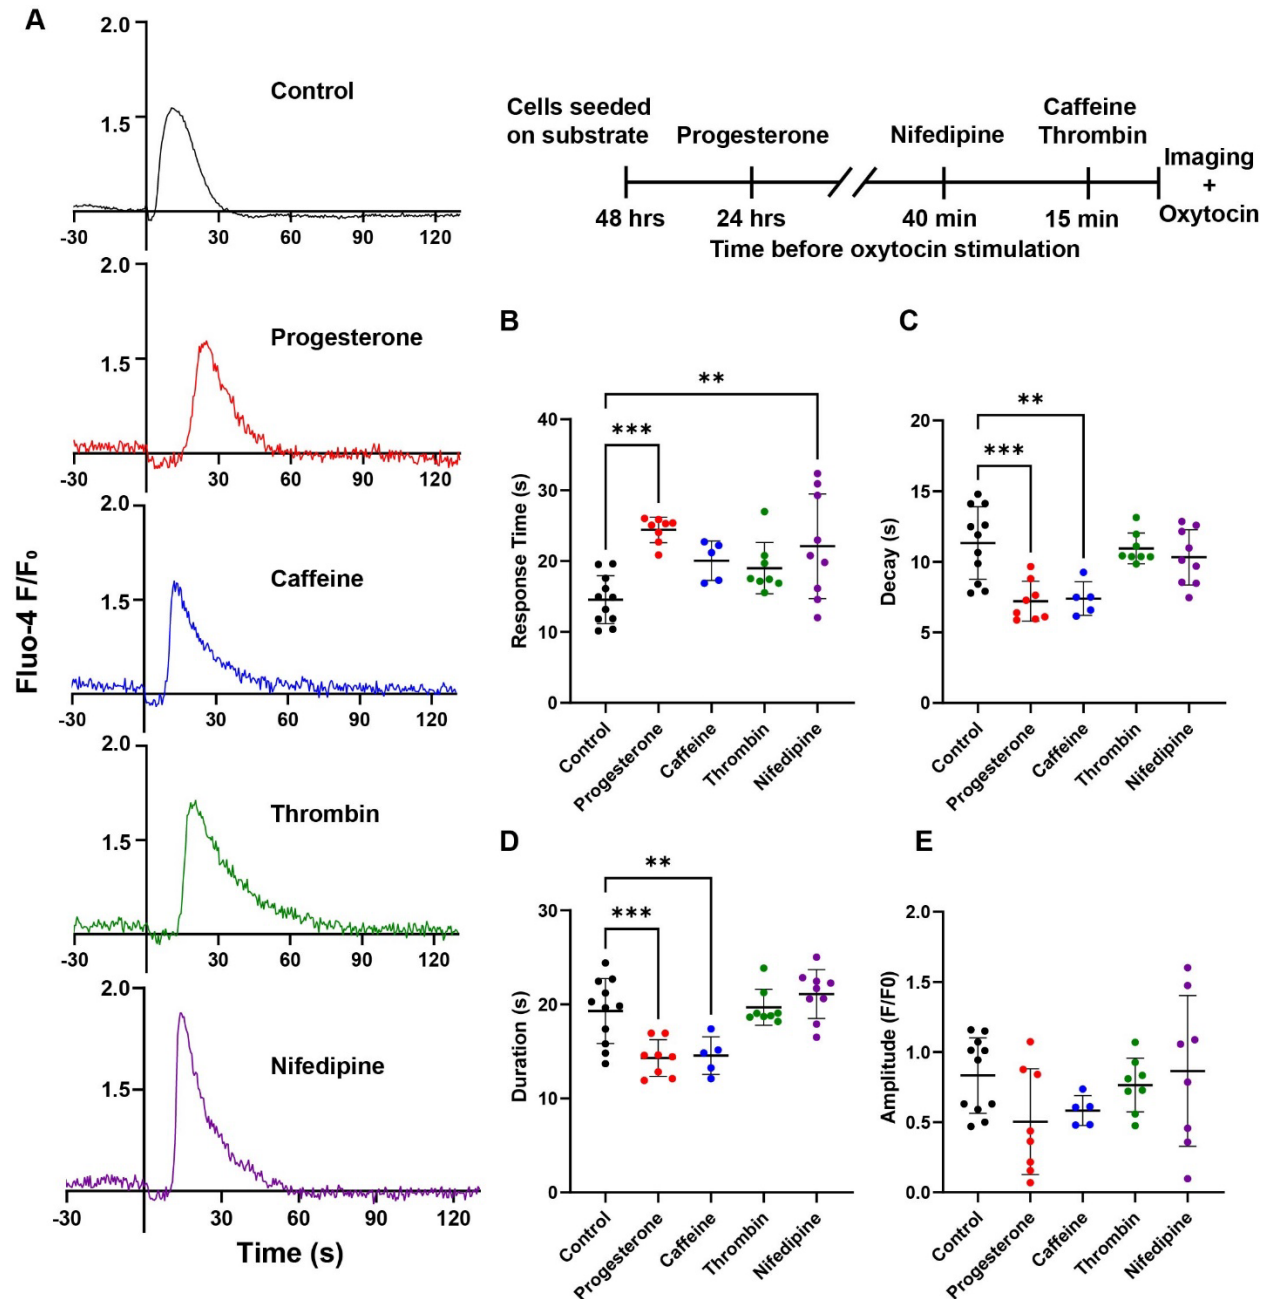 A
2.0
1.5
Control
-30 30 60 90 120
2.0
1.5
Progesterone
-30 30 60 90 120
2.0
1.5
Caffeine
-30 30 60 90 120
2.0
1.5
Thrombin
-30 30 60 90 120
2.0
1.5
Nifedipine
-30 30 60 90 120
Fluo-4 F/F₀
Time (s)
Cells seeded
on substrate
Progesterone
Nifedipine
Caffeine
Thrombin
Imaging
+
Oxytocin
48 hrs 24 hrs 40 min 15 min
Time before oxytocin stimulation
B
**
***
40
30
20
10
0
Response Time (s)
Control Progesterone Caffeine Thrombin Nifedipine
C
**
***
20
15
10
5
0
Decay (s)
Control Progesterone Caffeine Thrombin Nifedipine
D
**
***
30
20
10
0
Duration (s)
Control Progesterone Caffeine Thrombin Nifedipine
E
2.0
1.5
1.0
0.5
0.0
Amplitude (F/F0)
Control Progesterone Caffeine Thrombin Nifedipine